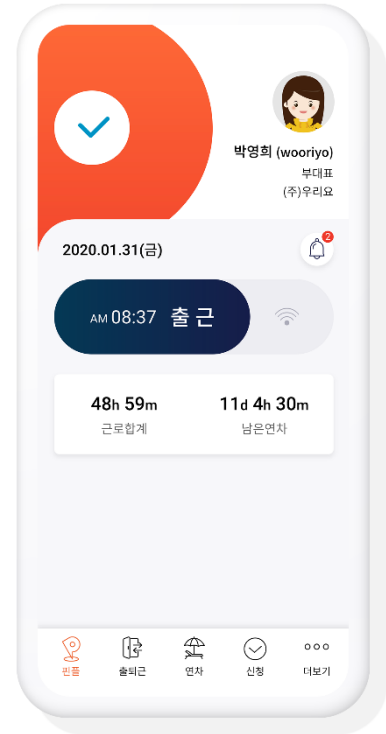 박영희 (wooriyo)
부대표
(주)우리요
2020.01.31(금)
2
AM 08:37 출 근
48h 59m
근로합계
11d 4h 30m
남은연차
핀플
출퇴근
연차
신청
더보기